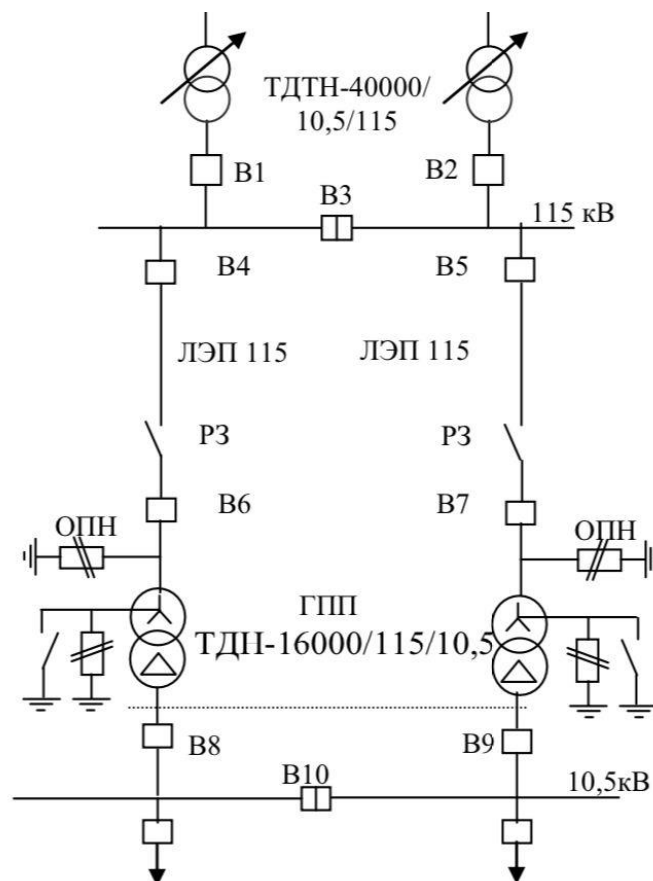 ТДТН-40000/
10,5/115
В1
В2
В3
115 кВ
В4
В5
ЛЭП 115
ЛЭП 115
РЗ
РЗ
В6
В7
ОПН
ОПН
ГПП
ТДН-16000/115/10,5
В8
В9
В10
10,5кВ